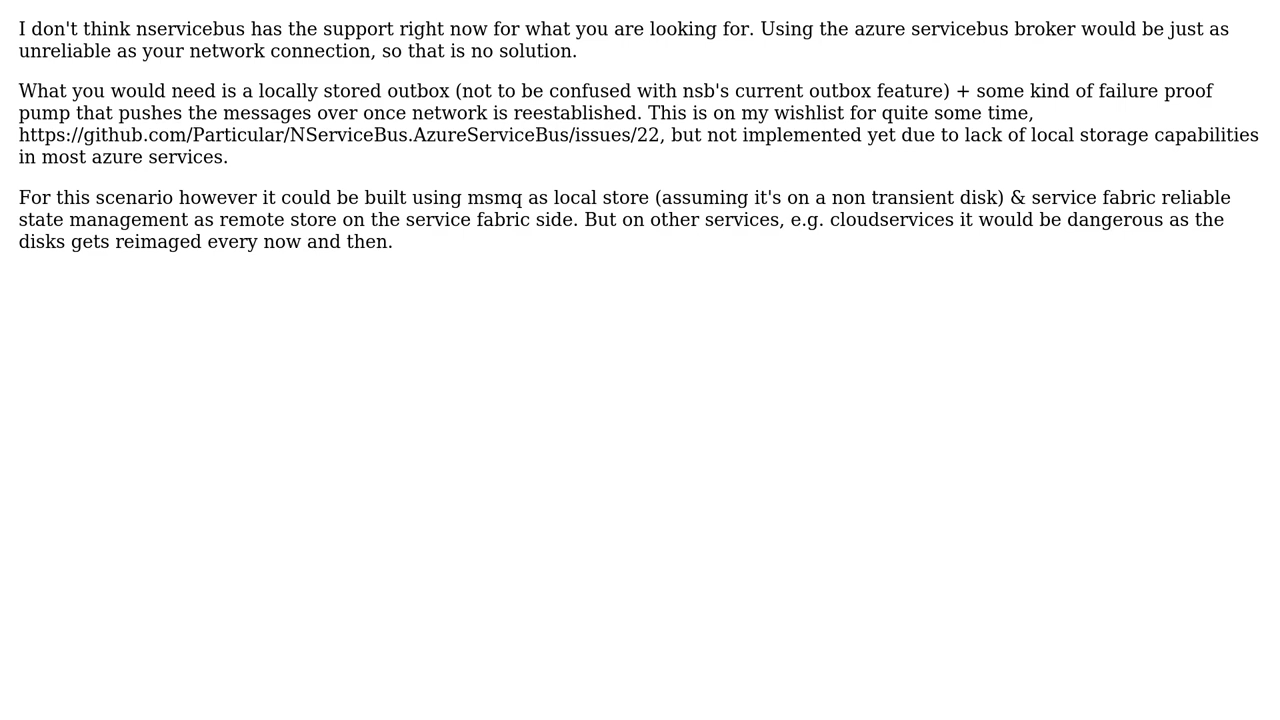 I don't think nservicebus has the support right now for what you are looking for. Using the azure servicebus broker would be just as
unreliable as your network connection, so that is no solution.
What you would need is a locally stored outbox (not to be confused with nsb's current outbox feature) + some kind of failure proof
pump that pushes the messages over once network is reestablished. This is on my wishlist for quite some time,
https://github.com/Particular/NServiceBus.AzureServiceBus/issues/22, but not implemented yet due to lack of local storage capabilities
in most azure services.
For this scenario however it could be built using msmq as local store (assuming it's on a non transient disk) & service fabric reliable
state management as remote store on the service fabric side. But on other services, e.g. cloudservices it would be dangerous as the
disks gets reimaged every now and then.